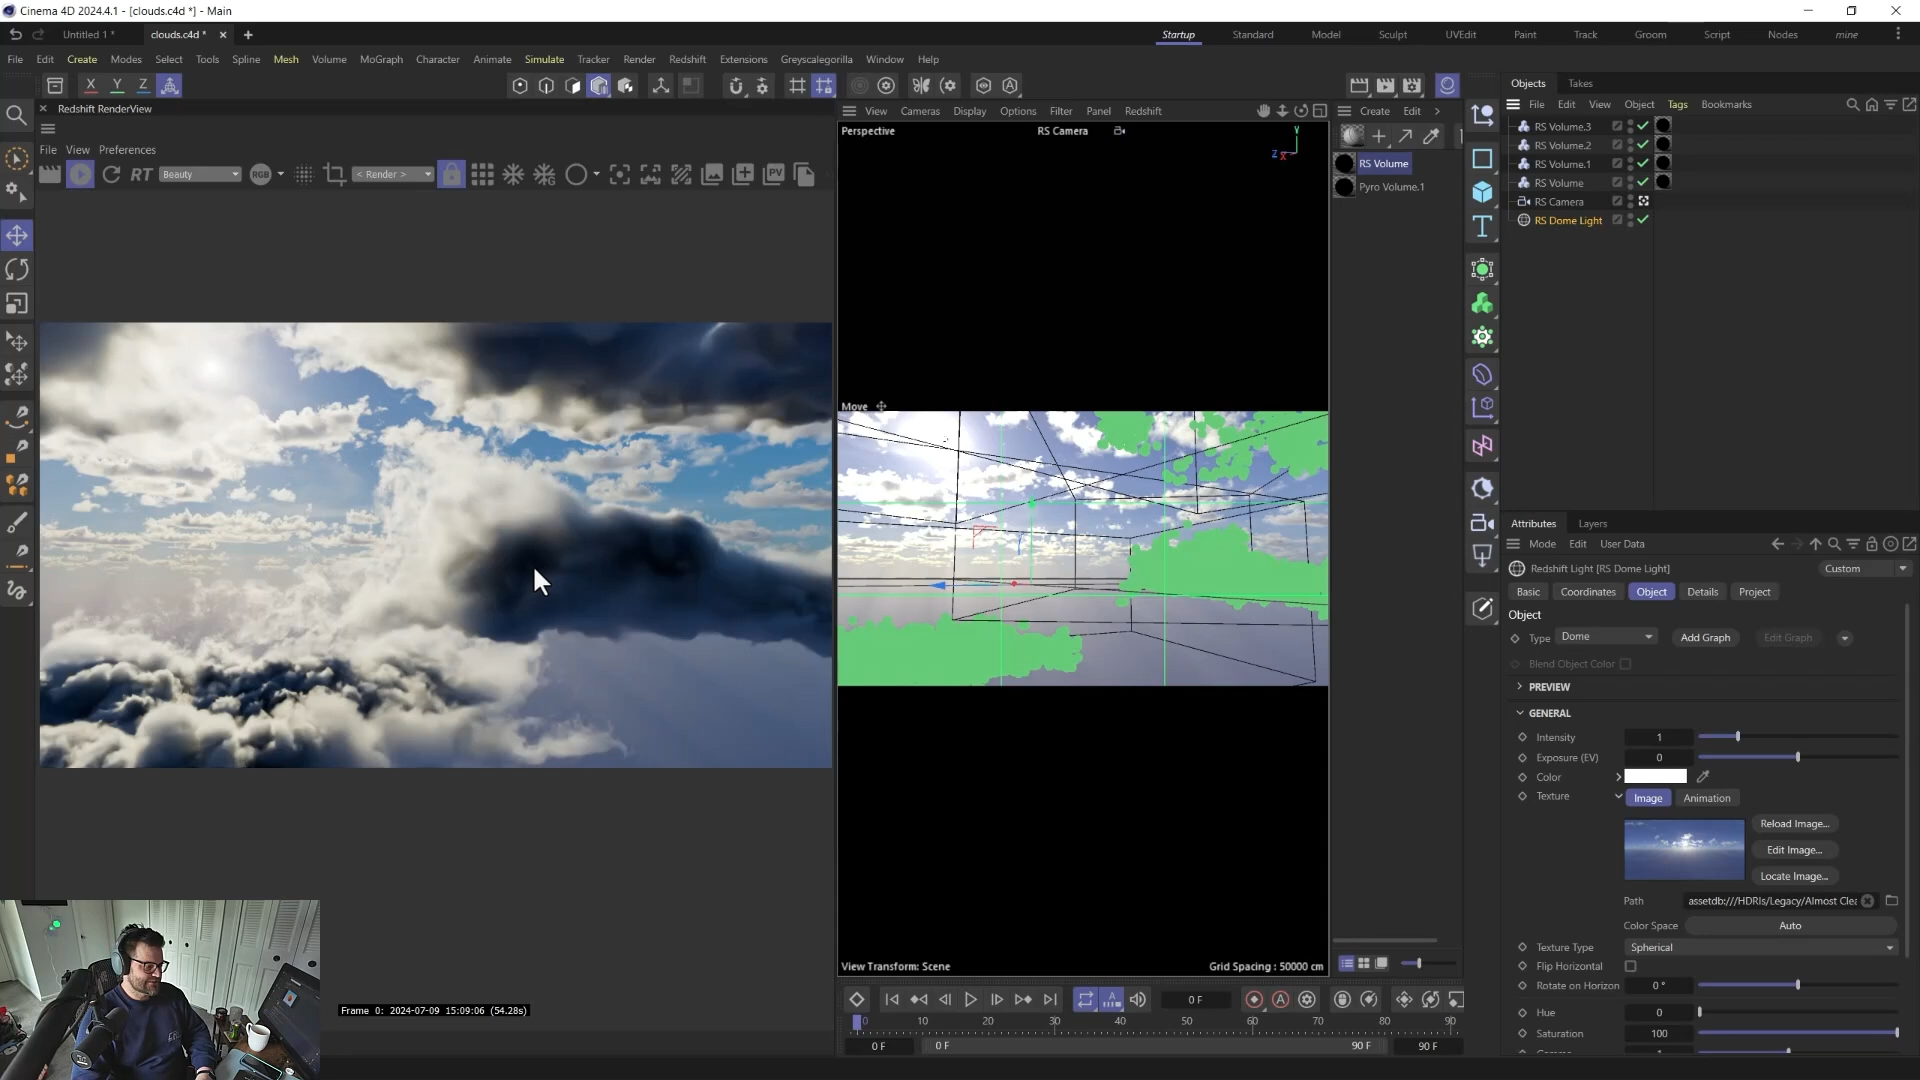 Cinema 4D 2024.4.1 - [clouds.c4d *] - Main
Untitled 1 *
clouds.c4d *
Startup
Standard
Model
Sculpt
UVEdit
Paint
Track
Groom
Script
Nodes
mine
File Edit Create Modes Select Tools Spline Mesh Volume MoGraph Character Animate Simulate Tracker Render Redshift Extensions Greyscalegorilla Window Help
X Y Z
Objects Takes
File Edit View Object Tags Bookmarks
Redshift RenderView
File View Preferences
RT
Beauty
RGB
< Render >
PV
View Cameras Display Options Filter Panel Redshift
Create Edit
Perspective
RS Camera
Y
Z X
RS Volume
Pyro Volume.1
RS Volume.3
RS Volume.2
RS Volume.1
RS Volume
RS Camera
RS Dome Light
Move
View Transform: Scene
Grid Spacing : 50000 cm
Attributes Layers
Mode Edit User Data
Redshift Light [RS Dome Light]
Custom
Basic Coordinates Object Details Project
Object
Type Dome Add Graph Edit Graph
Blend Object Color
PREVIEW
GENERAL
Intensity 1
Exposure (EV) 0
Color
Texture Image Animation
Reload Image...
Edit Image...
Locate Image...
Path assetdb:///HDRIs/Legacy/Almost Clea
Color Space Auto
Texture Type Spherical
Flip Horizontal
Rotate on Horizon 0 °
Hue 0
Saturation 100
Frame 0: 2024-07-09 15:09:06 (54.28s)
0 F
0 10 20 30 40 50 60 70 80 90
0 F
0 F
90 F
90 F